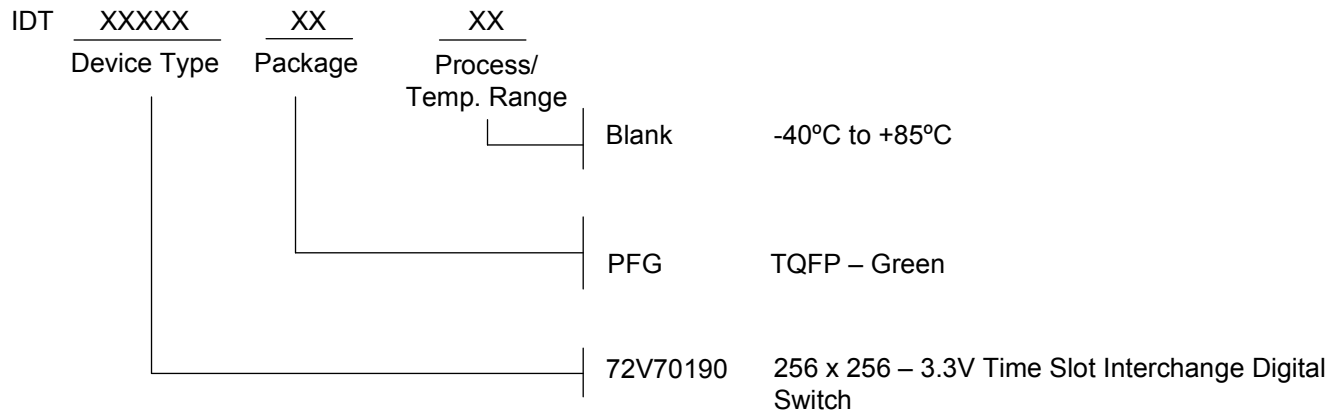 IDT XXXXX XX XX
Device Type Package Process/
Temp. Range
Blank -40ºC to +85ºC
PFG TQFP – Green
72V70190 256 x 256 – 3.3V Time Slot Interchange Digital
Switch